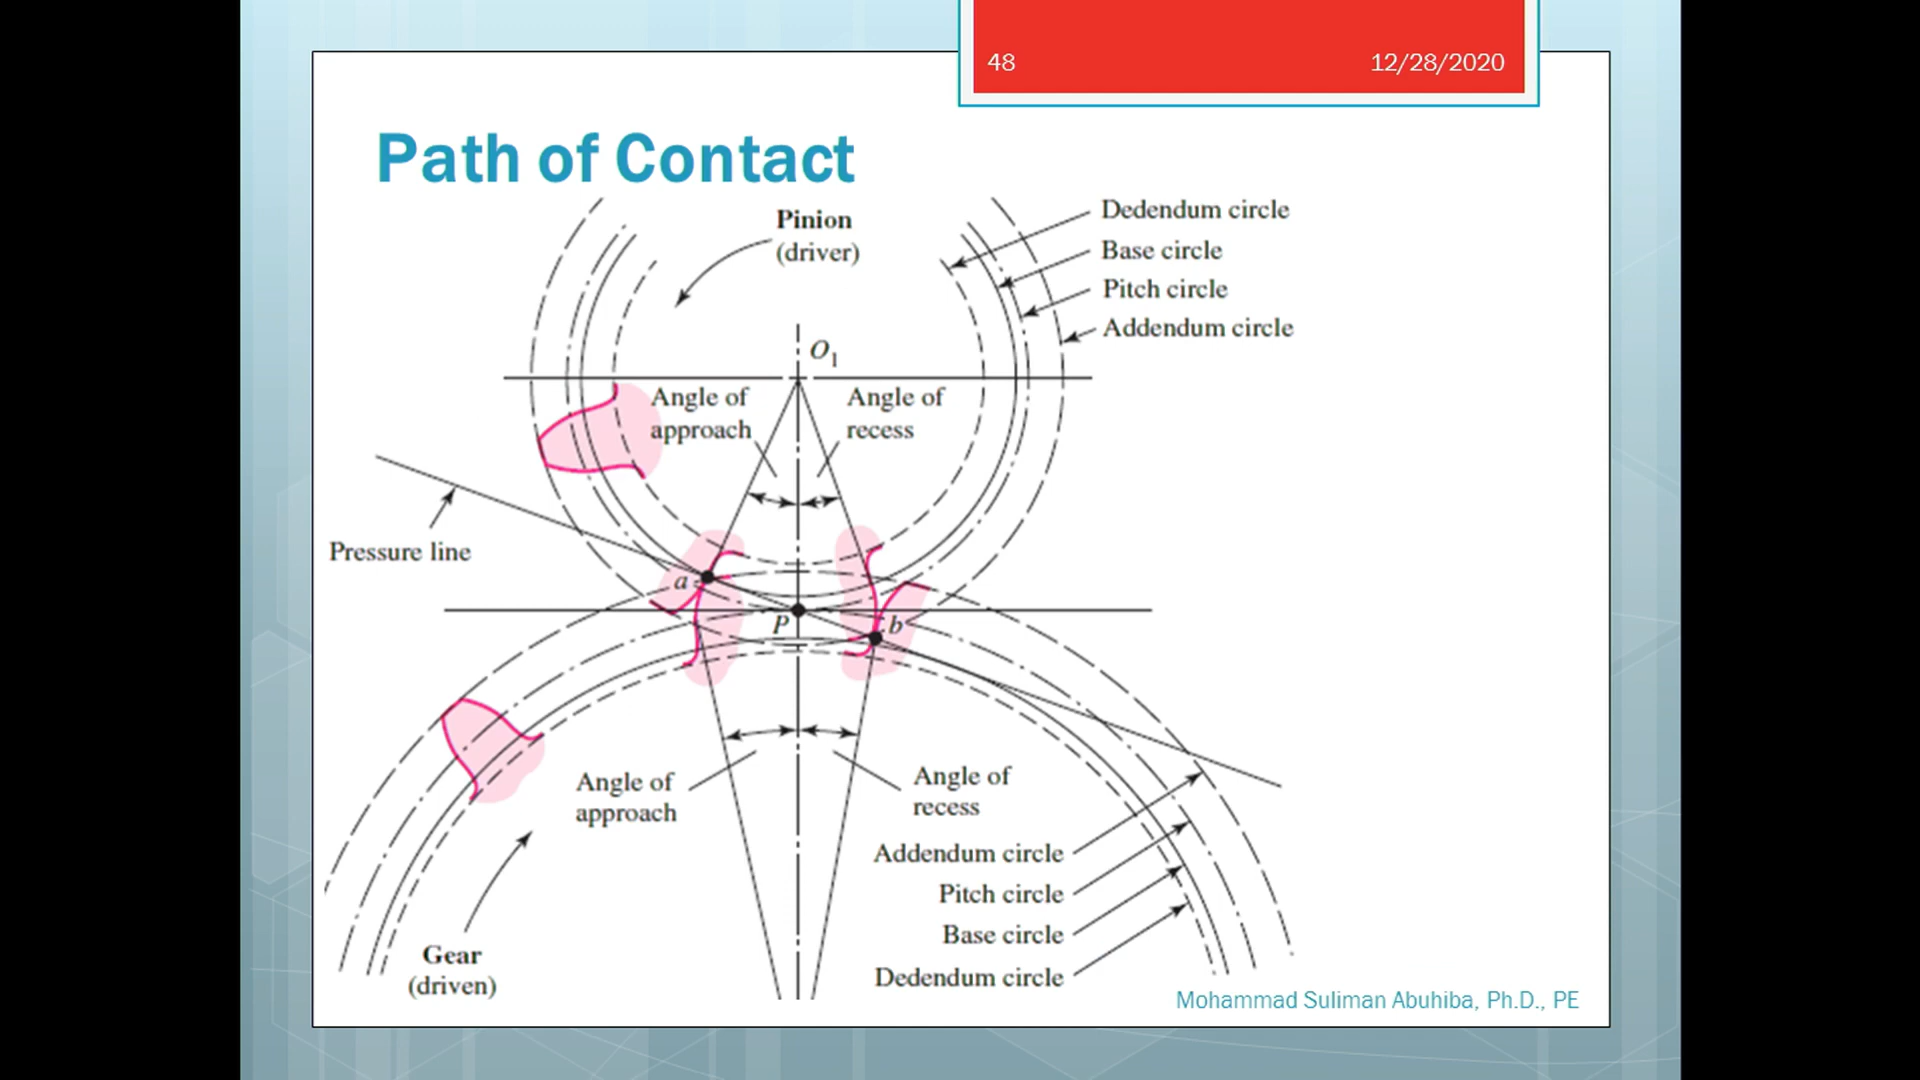 48 12/28/2020
Path of Contact
Pinion
(driver)
Dedendum circle
Base circle
Pitch circle
Addendum circle
O1
Angle of
approach
Angle of
recess
Pressure line
a
P
b
Angle of
approach
Angle of
recess
Addendum circle
Pitch circle
Base circle
Dedendum circle
Gear
(driven)
Mohammad Suliman Abuhiba, Ph.D., PE